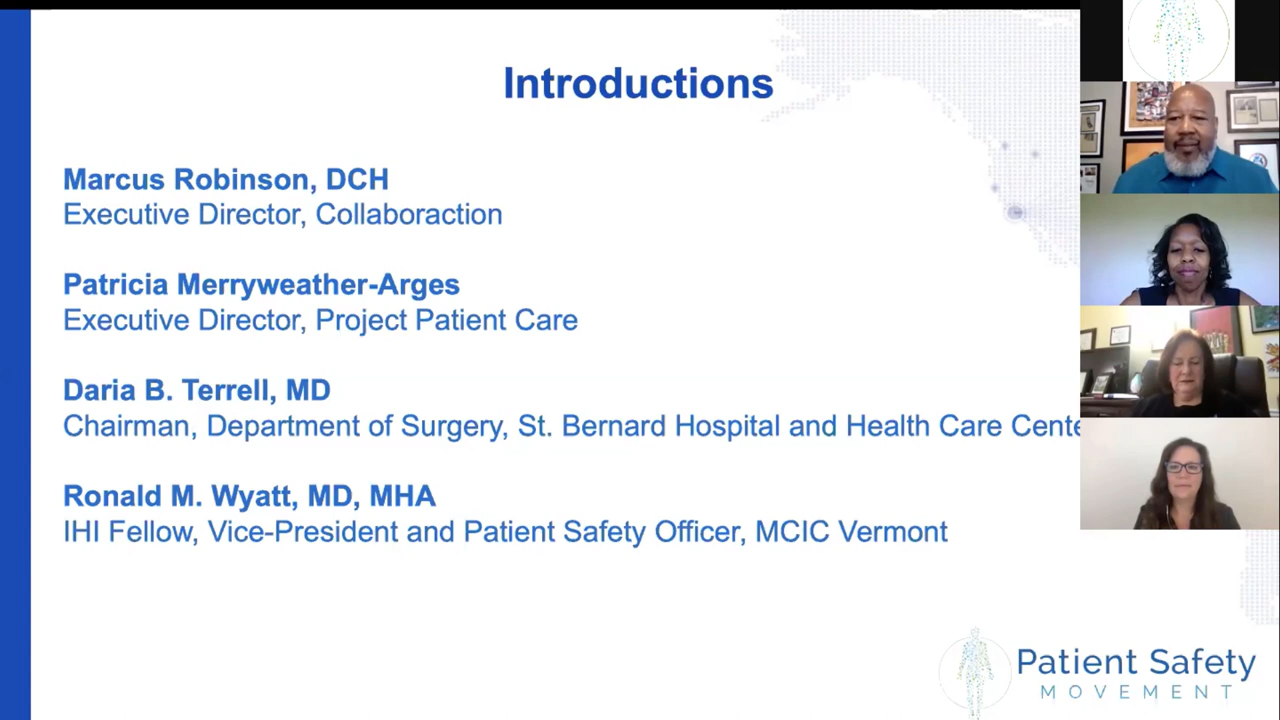 Introductions
Marcus Robinson, DCH
Executive Director, Collaboraction
Patricia Merryweather-Arges
Executive Director, Project Patient Care
Daria B. Terrell, MD
Chairman, Department of Surgery, St. Bernard Hospital and Health Care Cente
Ronald M. Wyatt, MD, MHA
IHI Fellow, Vice-President and Patient Safety Officer, MCIC Vermont
Patient Safety
MOVEMENT